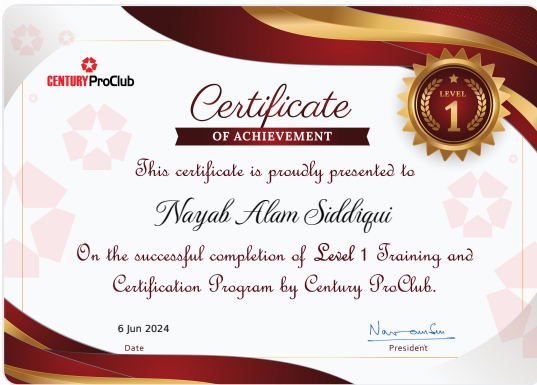 CENTURY ProClub
LEVEL
1
Certificate
OF ACHIEVEMENT
This certificate is proudly presented to
Nayab Alam Siddiqui
On the successful completion of Level 1 Training and
Certification Program by Century ProClub.
6 Jun 2024
Date
President